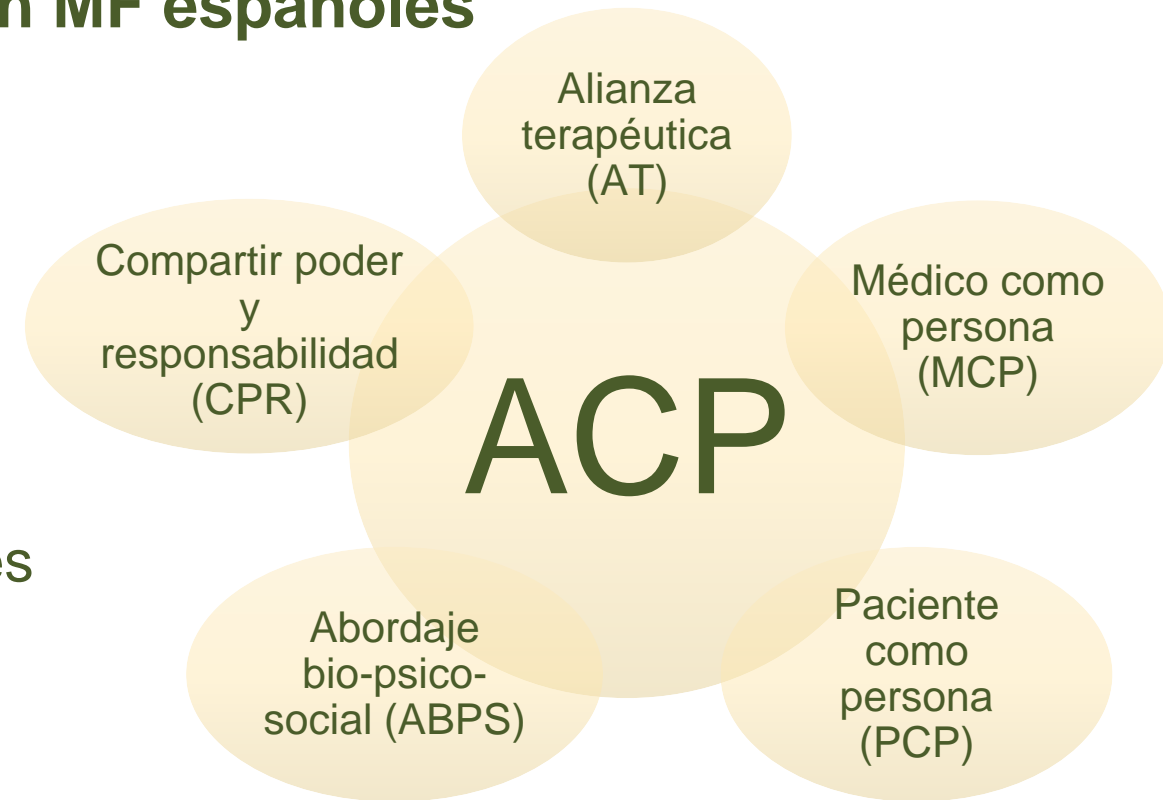 n MF españoles
Alianza
terapéutica
(AT)
Compartir poder
y
responsabilidad
(CPR)
Médico como
persona
(MCP)
ACP
es
Abordaje
bio-psico-
social (ABPS)
Paciente
como
persona
(PCP)